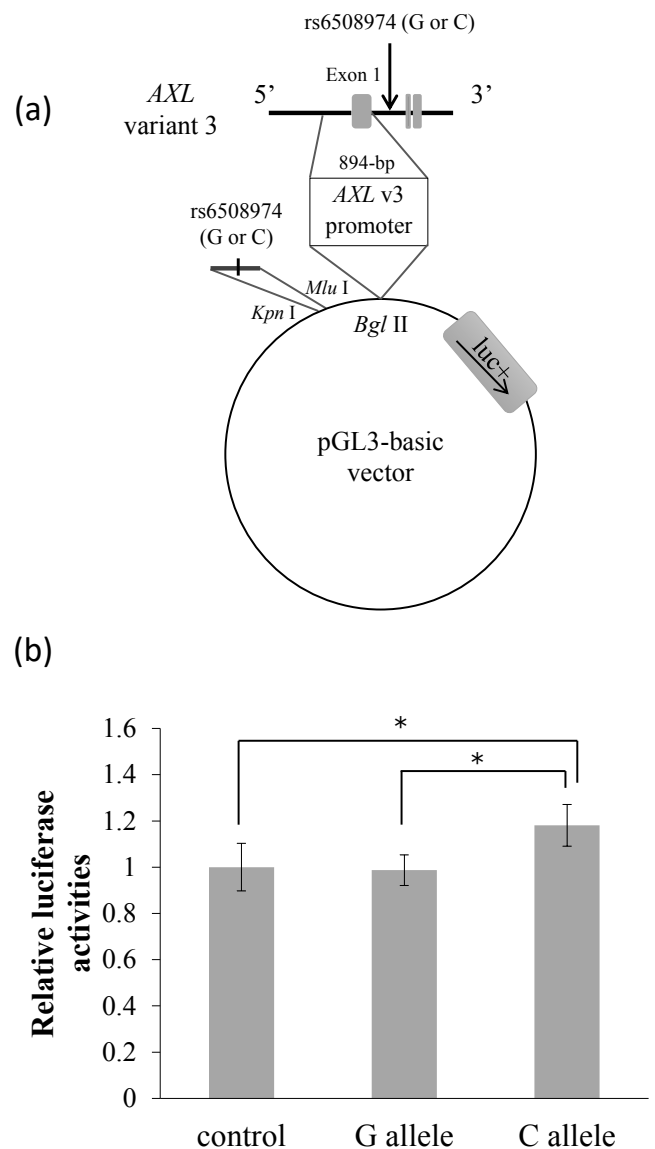 rs6508974 (G or C)
(a)
AXL
variant 3
5’
Exon 1
3’
894-bp
AXL v3
promoter
rs6508974
(G or C)
Mlu I
Kpn I
Bgl II
luc+
pGL3-basic
vector
(b)
Relative luciferase
activities
1.6
1.4
1.2
1
0.8
0.6
0.4
0.2
0
*
*
control
G allele
C allele